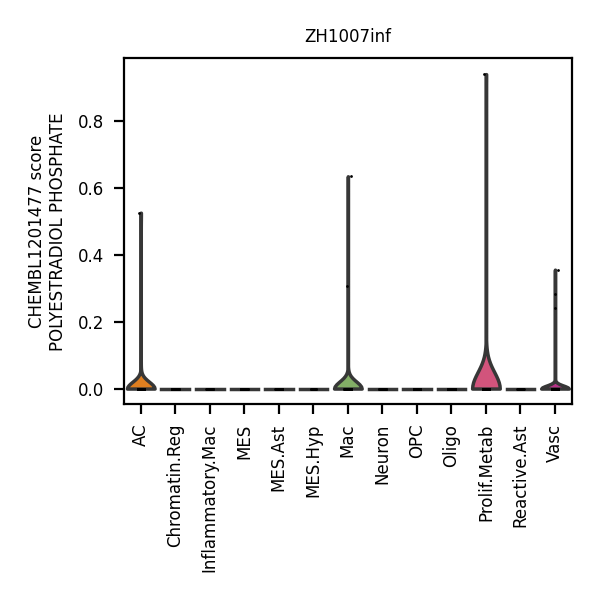 ZH1007inf
CHEMBL1201477 score
POLYESTRADIOL PHOSPHATE
0.8
0.6
0.4
0.2
0.0
AC
Chromatin.Reg
Inflammatory.Mac
MES
MES.Ast
MES.Hyp
Mac
Neuron
OPC
Oligo
Prolif.Metab
Reactive.Ast
Vasc